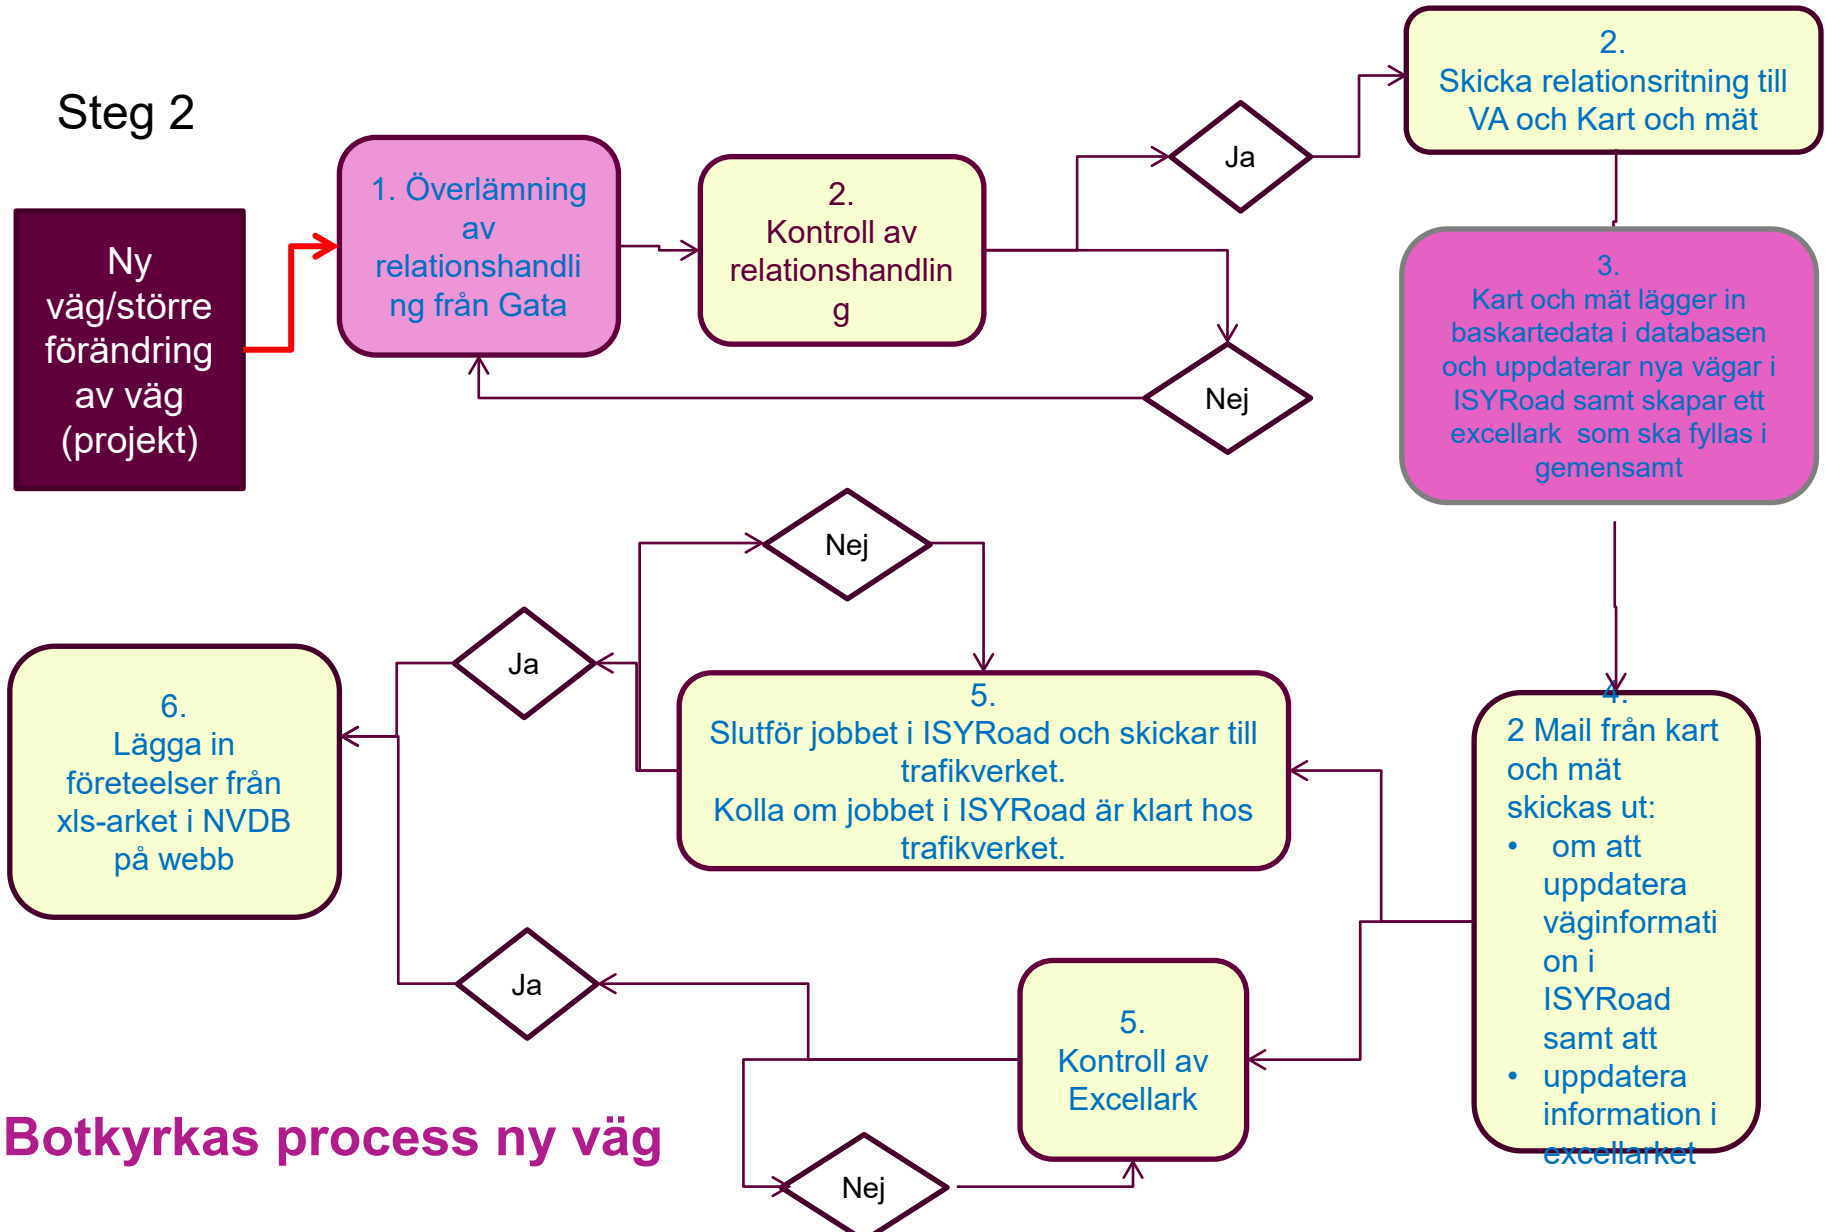 Steg 2
Ny
väg/större
förändring
av väg
(projekt)
1. Överlämning
av
relationshandli
ng från Gata
2.
Kontroll av
relationshandlin
g
Ja
Nej
2.
Skicka relationsritning till
VA och Kart och mät
3.
Kart och mät lägger in
baskartedata i databasen
och uppdaterar nya vägar i
ISYRoad samt skapar ett
excellark som ska fyllas i
gemensamt
4.
2 Mail från kart
och mät
skickas ut:
• om att
uppdatera
väginformati
on i
ISYRoad
samt att
• uppdatera
information i
excellarket
Nej
Ja
5.
Slutför jobbet i ISYRoad och skickar till
trafikverket.
Kolla om jobbet i ISYRoad är klart hos
trafikverket.
6.
Lägga in
företeelser från
xls-arket i NVDB
på webb
Ja
5.
Kontroll av
Excellark
Nej
Botkyrkas process ny väg